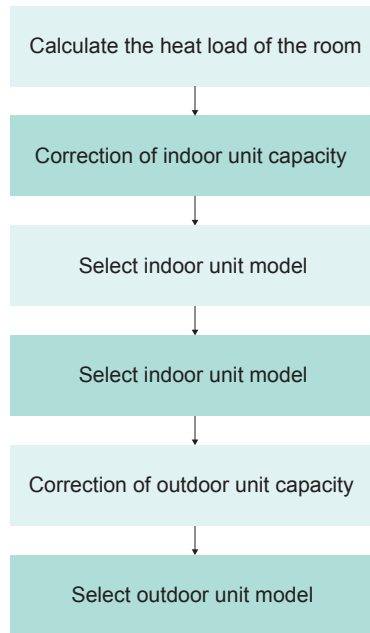 Calculate the heat load of the room
Correction of indoor unit capacity
Select indoor unit model
Select indoor unit model
Correction of outdoor unit capacity
Select outdoor unit model